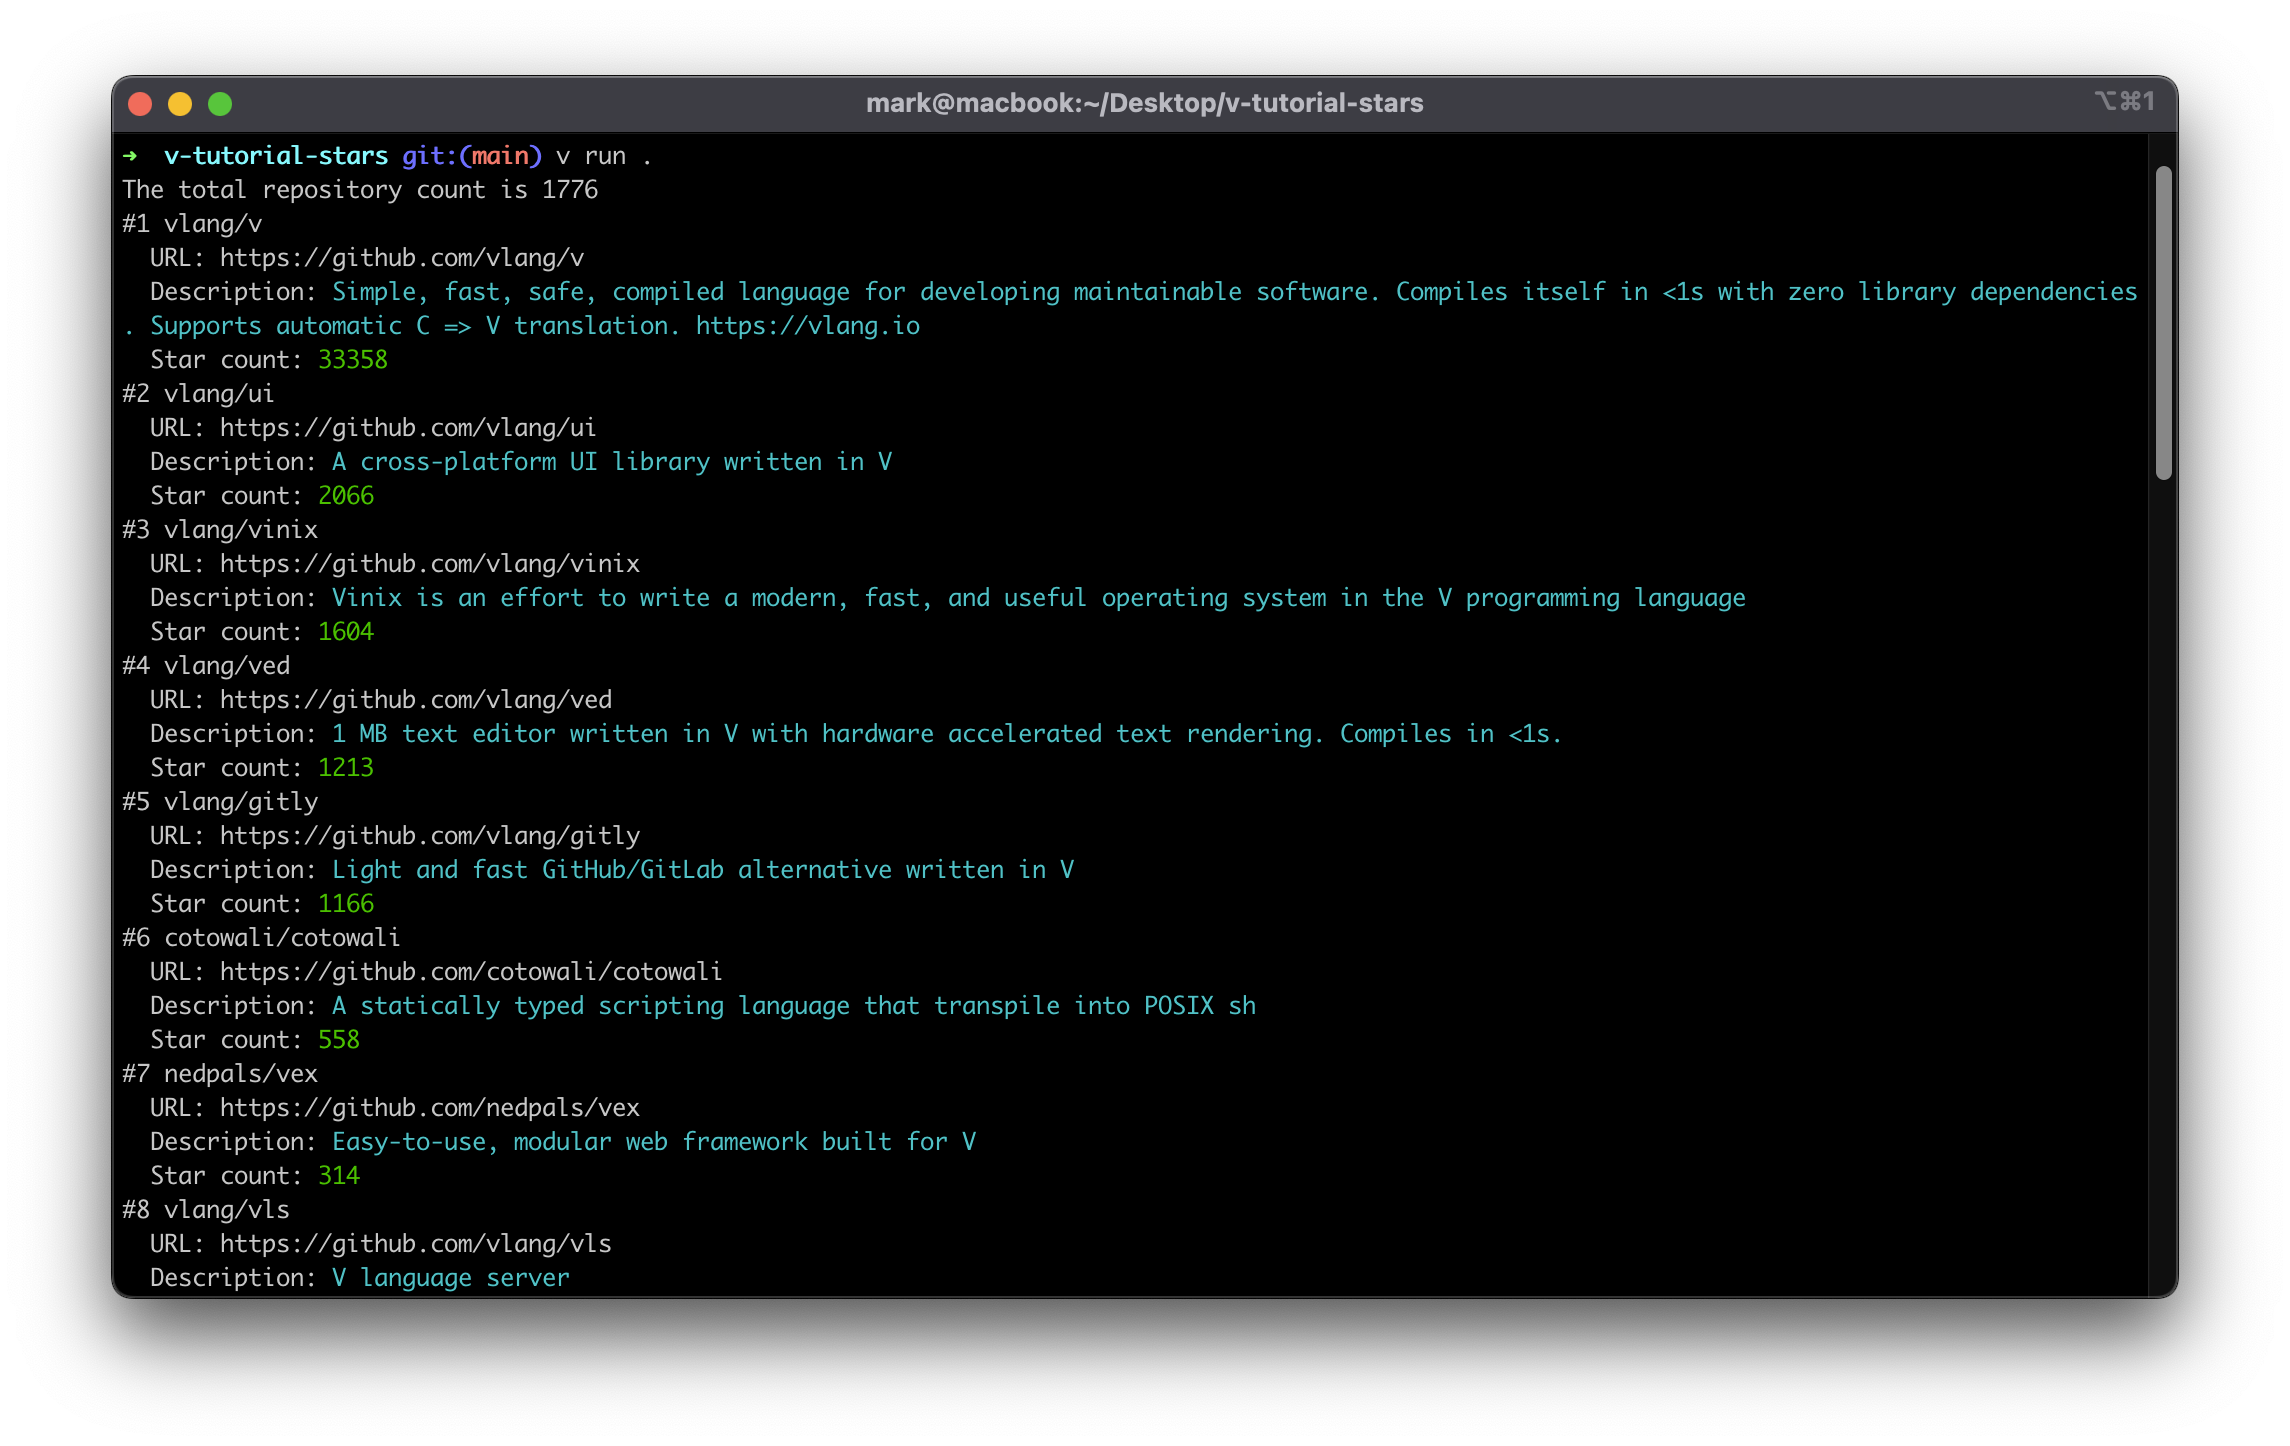 mark@macbook:~/Desktop/v-tutorial-stars ⌥⌘1
➜  v-tutorial-stars git:(main) v run .
The total repository count is 1776
#1 vlang/v
  URL: https://github.com/vlang/v
  Description: Simple, fast, safe, compiled language for developing maintainable software. Compiles itself in <1s with zero library dependencies
. Supports automatic C => V translation. https://vlang.io
  Star count: 33358
#2 vlang/ui
  URL: https://github.com/vlang/ui
  Description: A cross-platform UI library written in V
  Star count: 2066
#3 vlang/vinix
  URL: https://github.com/vlang/vinix
  Description: Vinix is an effort to write a modern, fast, and useful operating system in the V programming language
  Star count: 1604
#4 vlang/ved
  URL: https://github.com/vlang/ved
  Description: 1 MB text editor written in V with hardware accelerated text rendering. Compiles in <1s.
  Star count: 1213
#5 vlang/gitly
  URL: https://github.com/vlang/gitly
  Description: Light and fast GitHub/GitLab alternative written in V
  Star count: 1166
#6 cotowali/cotowali
  URL: https://github.com/cotowali/cotowali
  Description: A statically typed scripting language that transpile into POSIX sh
  Star count: 558
#7 nedpals/vex
  URL: https://github.com/nedpals/vex
  Description: Easy-to-use, modular web framework built for V
  Star count: 314
#8 vlang/vls
  URL: https://github.com/vlang/vls
  Description: V language server